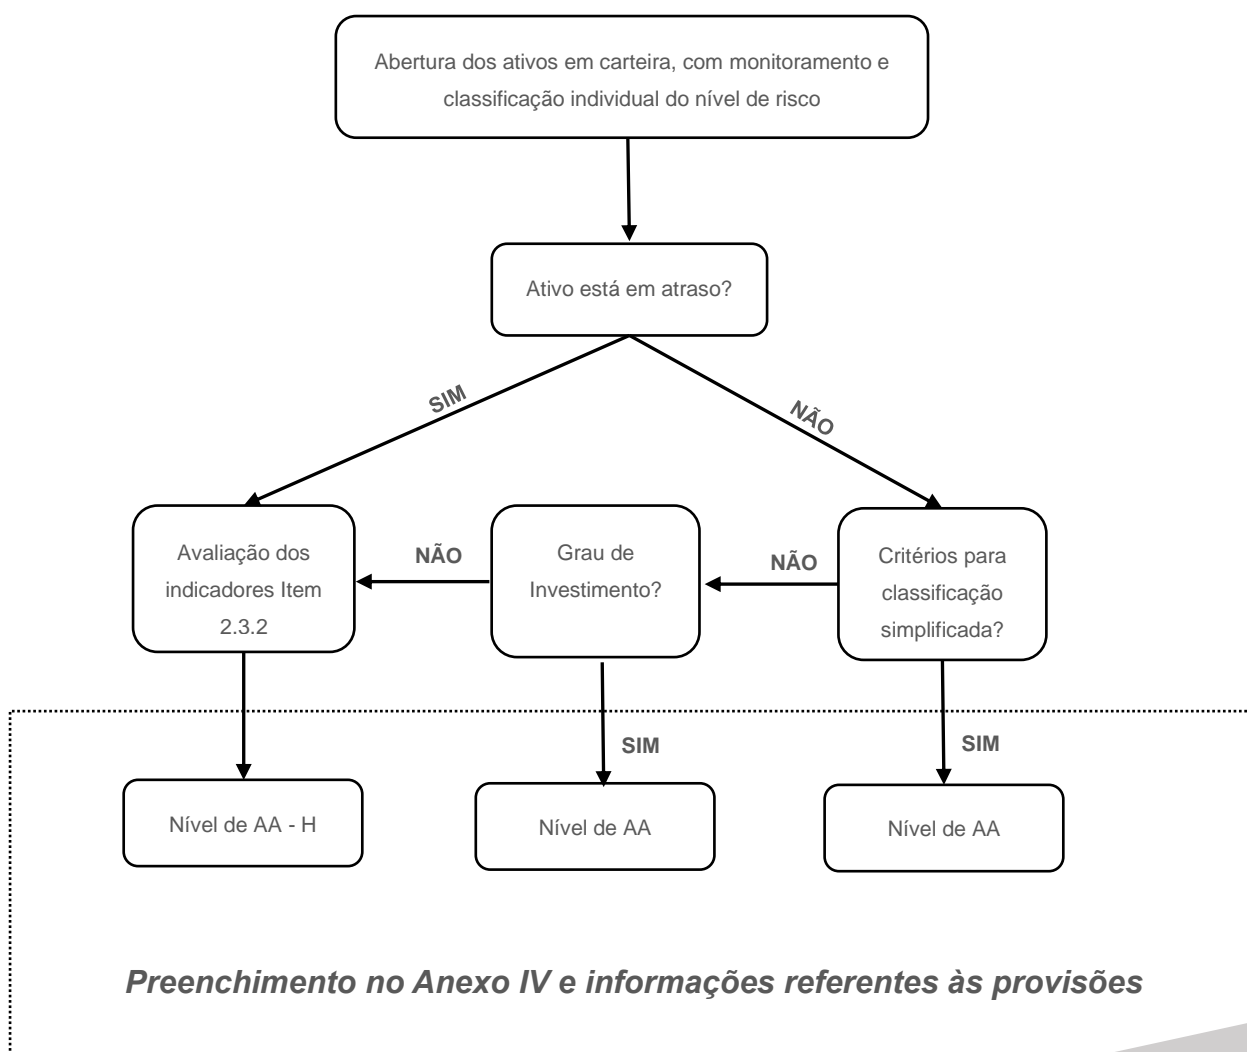 Abertura dos ativos em carteira, com monitoramento e
classificação individual do nível de risco
Ativo está em atraso?
SIM
NÃO
Avaliação dos
indicadores Item
2.3.2
NÃO
Grau de
Investimento?
NÃO
Critérios para
classificação
simplificada?
SIM
SIM
Nível de AA - H
Nível de AA
Nível de AA
Preenchimento no Anexo IV e informações referentes às provisões